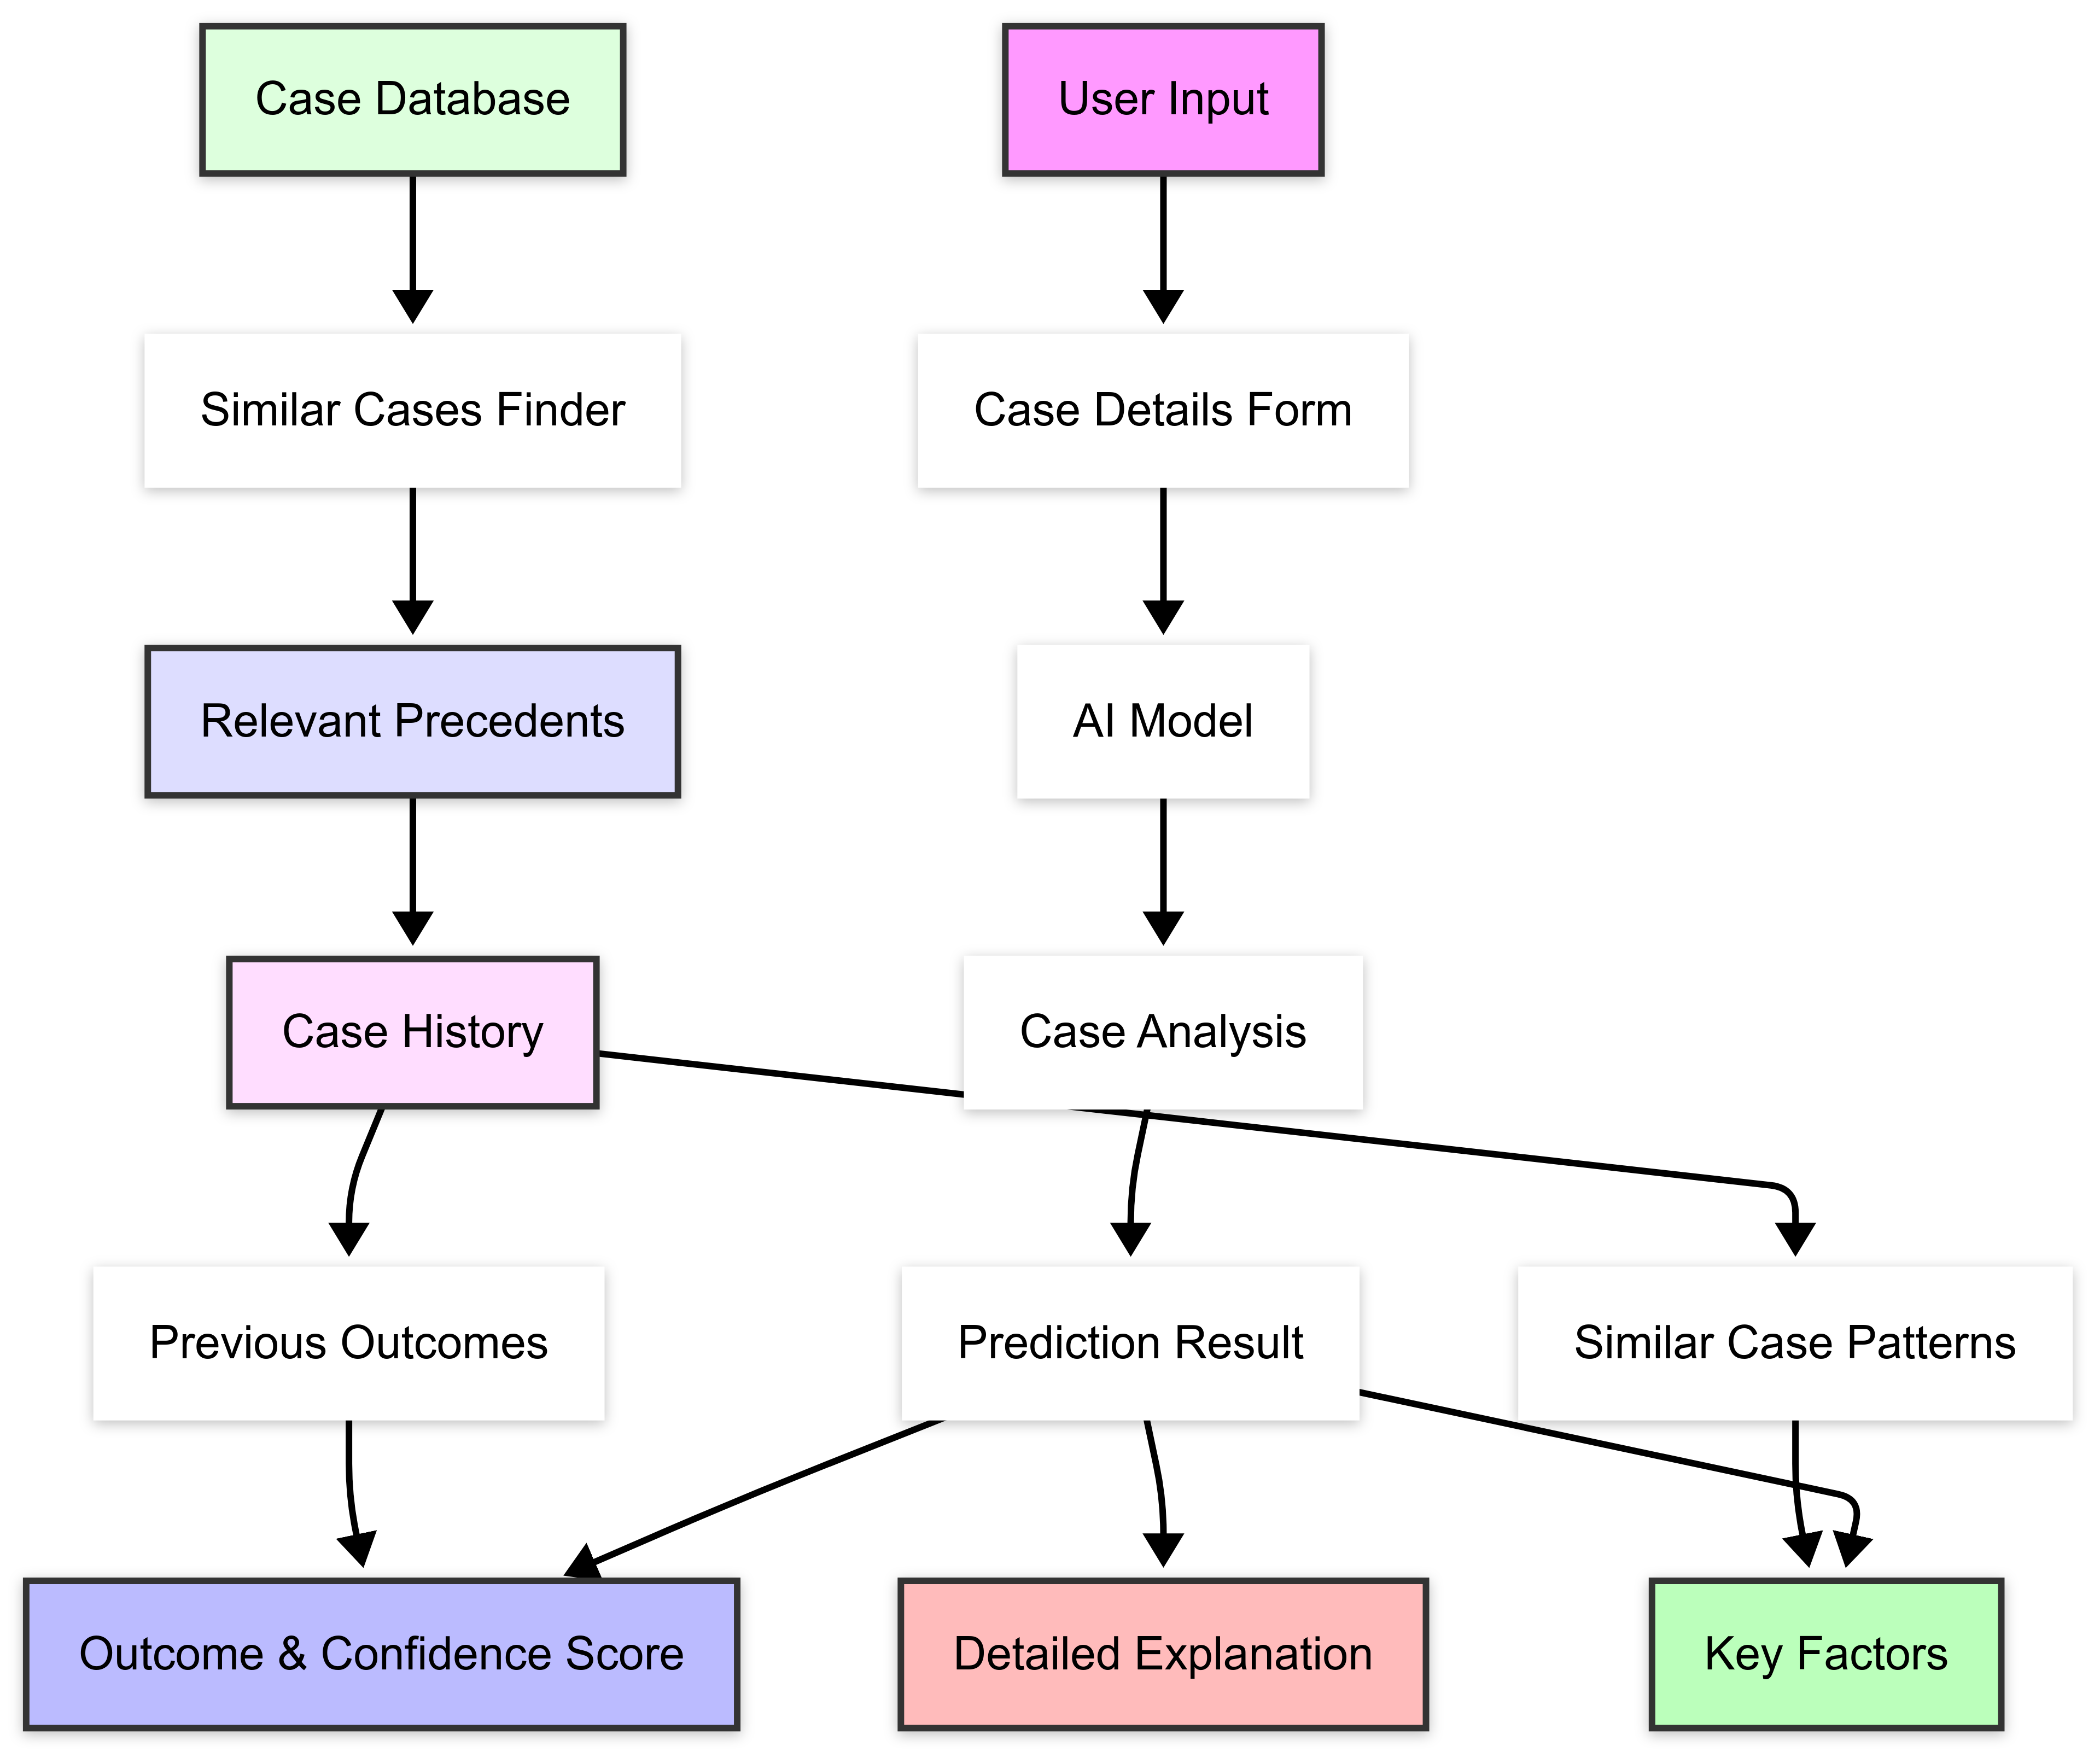 Case Database
User Input
Similar Cases Finder
Case Details Form
Relevant Precedents
AI Model
Case History
Case Analysis
Previous Outcomes
Prediction Result
Similar Case Patterns
Outcome & Confidence Score
Detailed Explanation
Key Factors